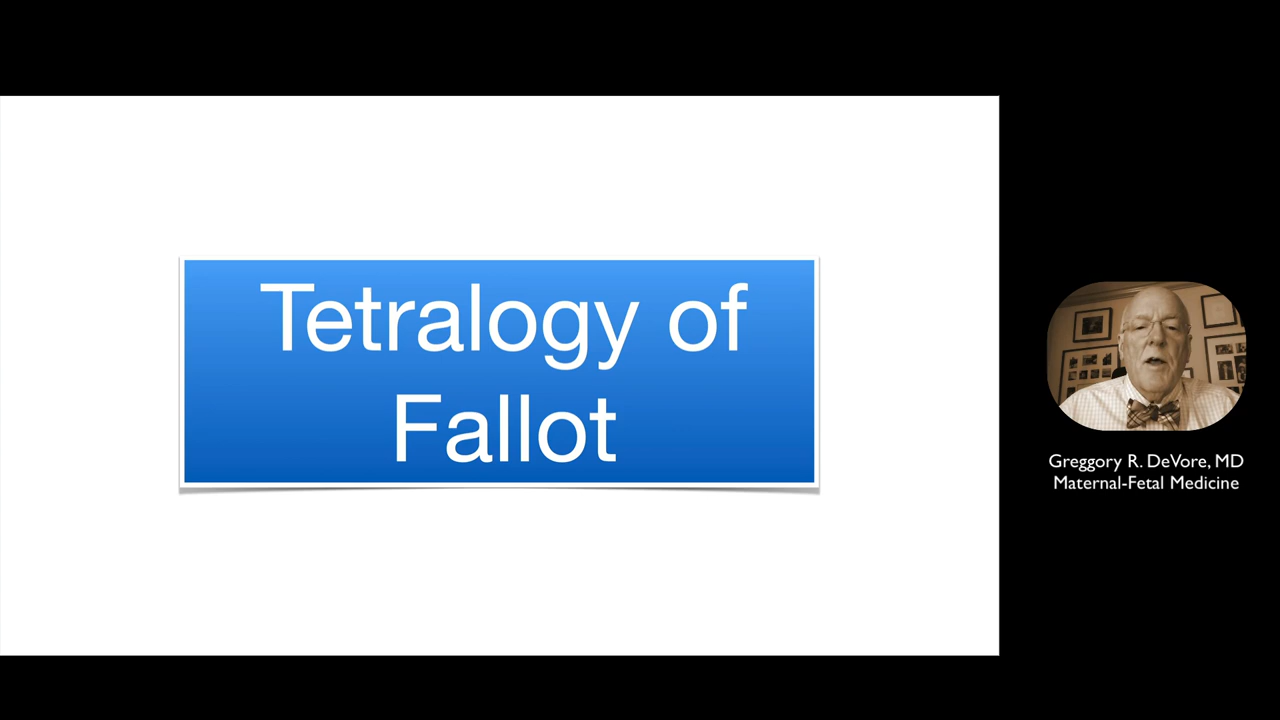 Tetralogy of
Fallot
Greggory R. DeVore, MD
Maternal-Fetal Medicine